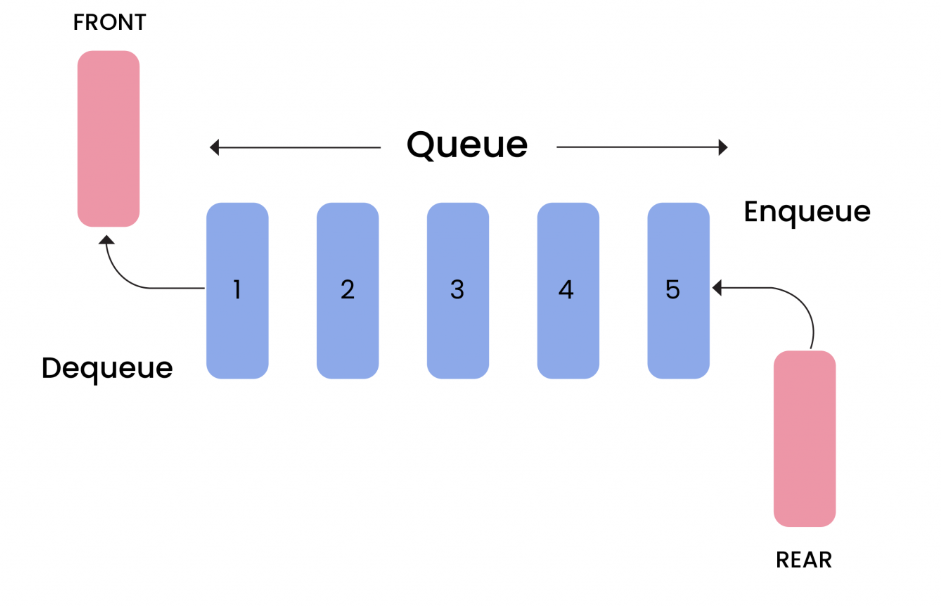 FRONT
Queue
Enqueue
1
2
3
4
5
Dequeue
REAR